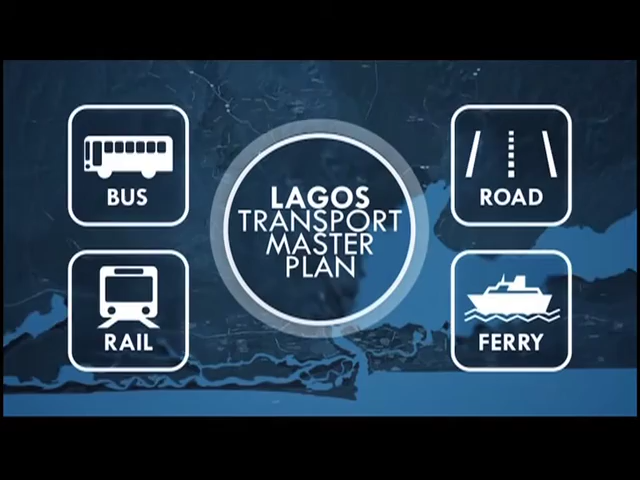 BUS
RAIL
LAGOS
TRANSPORT
MASTER
PLAN
ROAD
FERRY